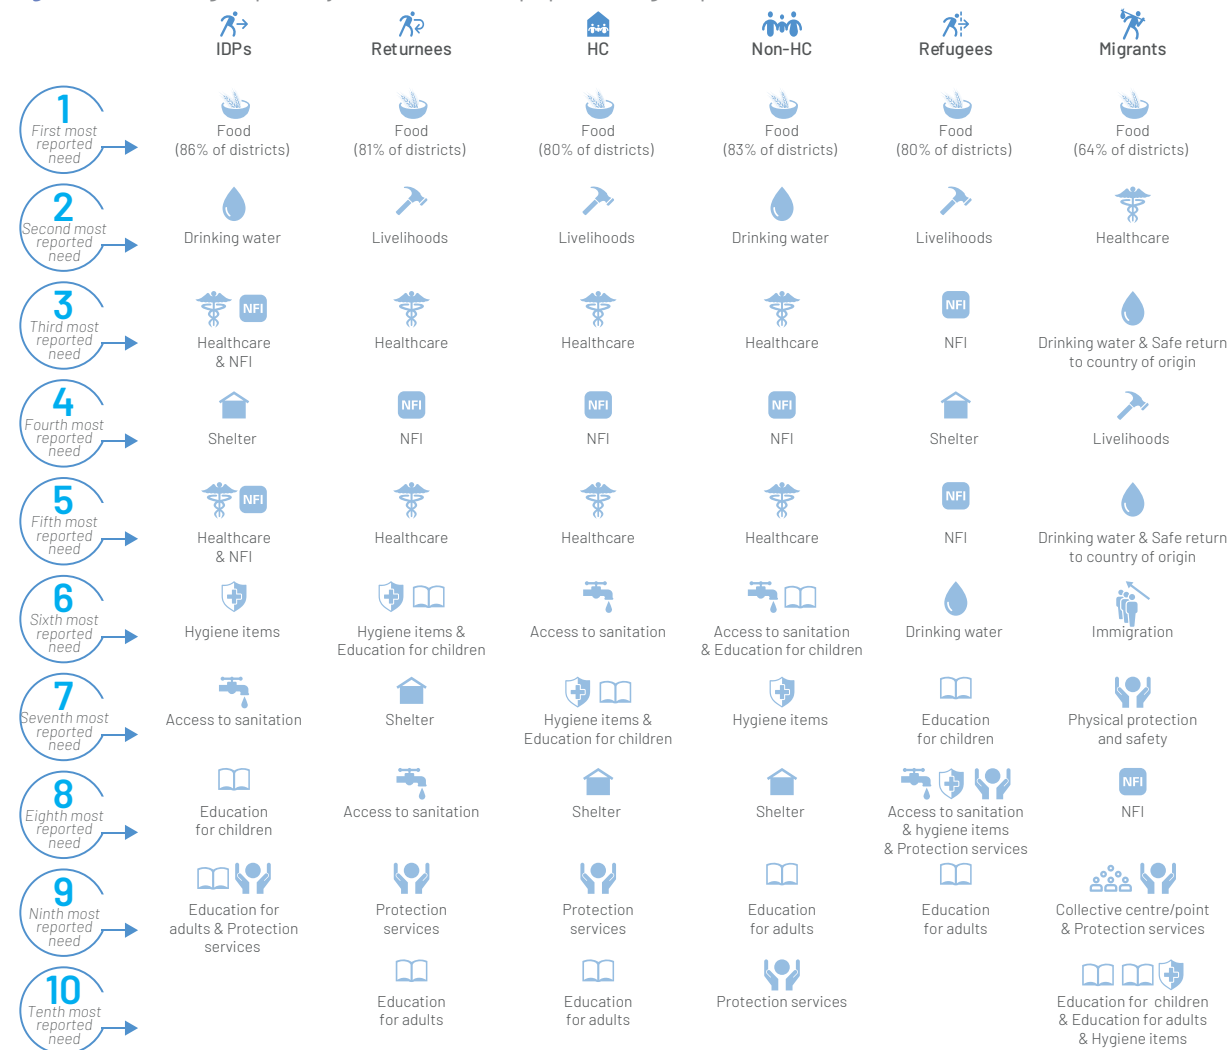 IDPs
Returnees
HC
Non-HC
Refugees
Migrants
1
First most
reported
need
Food
(86% of districts)
Food
(81% of districts)
Food
(80% of districts)
Food
(83% of districts)
Food
(80% of districts)
Food
(64% of districts)
2
Second most
reported
need
Drinking water
Livelihoods
Livelihoods
Drinking water
Livelihoods
Healthcare
3
Third most
reported
need
NFI
Healthcare
& NFI
Healthcare
Healthcare
Healthcare
NFI
NFI
Drinking water & Safe return
to country of origin
4
Fourth most
reported
need
Shelter
NFI
NFI
NFI
NFI
NFI
NFI
Shelter
Livelihoods
5
Fifth most
reported
need
NFI
Healthcare
& NFI
Healthcare
Healthcare
Healthcare
NFI
NFI
Drinking water & Safe return
to country of origin
6
Sixth most
reported
need
Hygiene items
Hygiene items &
Education for children
Access to sanitation
Access to sanitation
& Education for children
Drinking water
Immigration
7
Seventh most
reported
need
Access to sanitation
Shelter
Hygiene items &
Education for children
Hygiene items
Education
for children
Physical protection
and safety
8
Eighth most
reported
need
Education
for children
Access to sanitation
Shelter
Shelter
Access to sanitation
& hygiene items
& Protection services
NFI
NFI
9
Ninth most
reported
need
Education for
adults & Protection
services
Protection
services
Protection
services
Education
for adults
Education
for adults
Collective centre/point
& Protection services
10
Tenth most
reported
need
Education
for adults
Education
for adults
Protection services
Education for children
& Education for adults
& Hygiene items